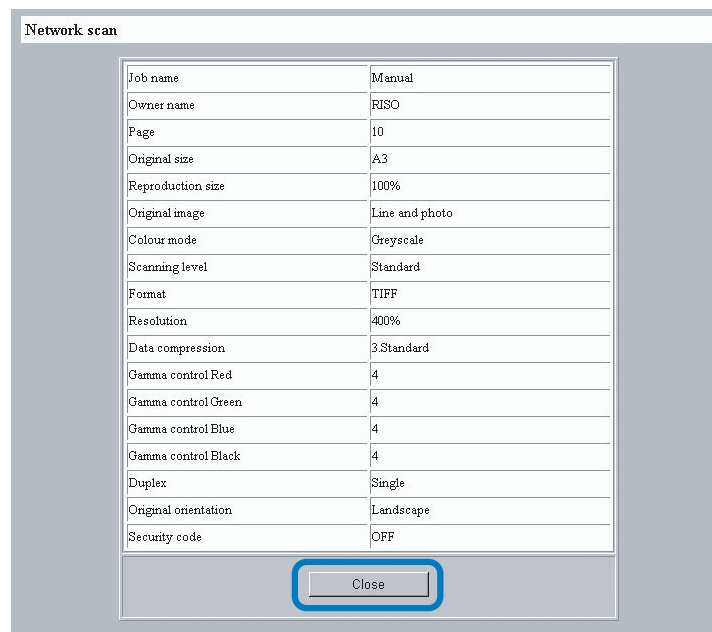 Network scan
Job name Manual
Owner name RISO
Page 10
Original size A3
Reproduction size 100%
Original image Line and photo
Colour mode Greyscale
Scanning level Standard
Format TIFF
Resolution 400%
Data compression 3.Standard
Gamma control Red 4
Gamma control Green 4
Gamma control Blue 4
Gamma control Black 4
Duplex Single
Original orientation Landscape
Security code OFF
Close